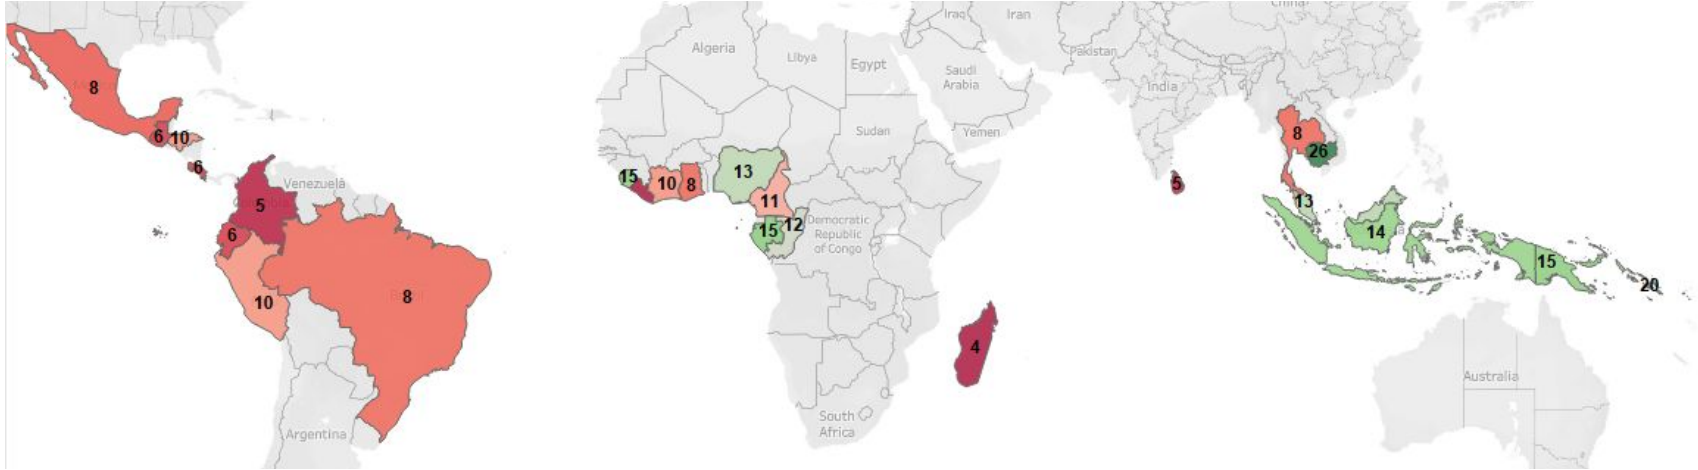 China
Iraq
Iran
Algeria
Libya
Egypt
Pakistan
Saudi
Arabia
India
8
Sudan
Yemen
8
6
10
26
6
Venezuela
15
10
8
13
5
5
11
13
6
15
12
Democratic
Republic
of Congo
14
15
10
8
20
4
Australia
South
Africa
Argentina